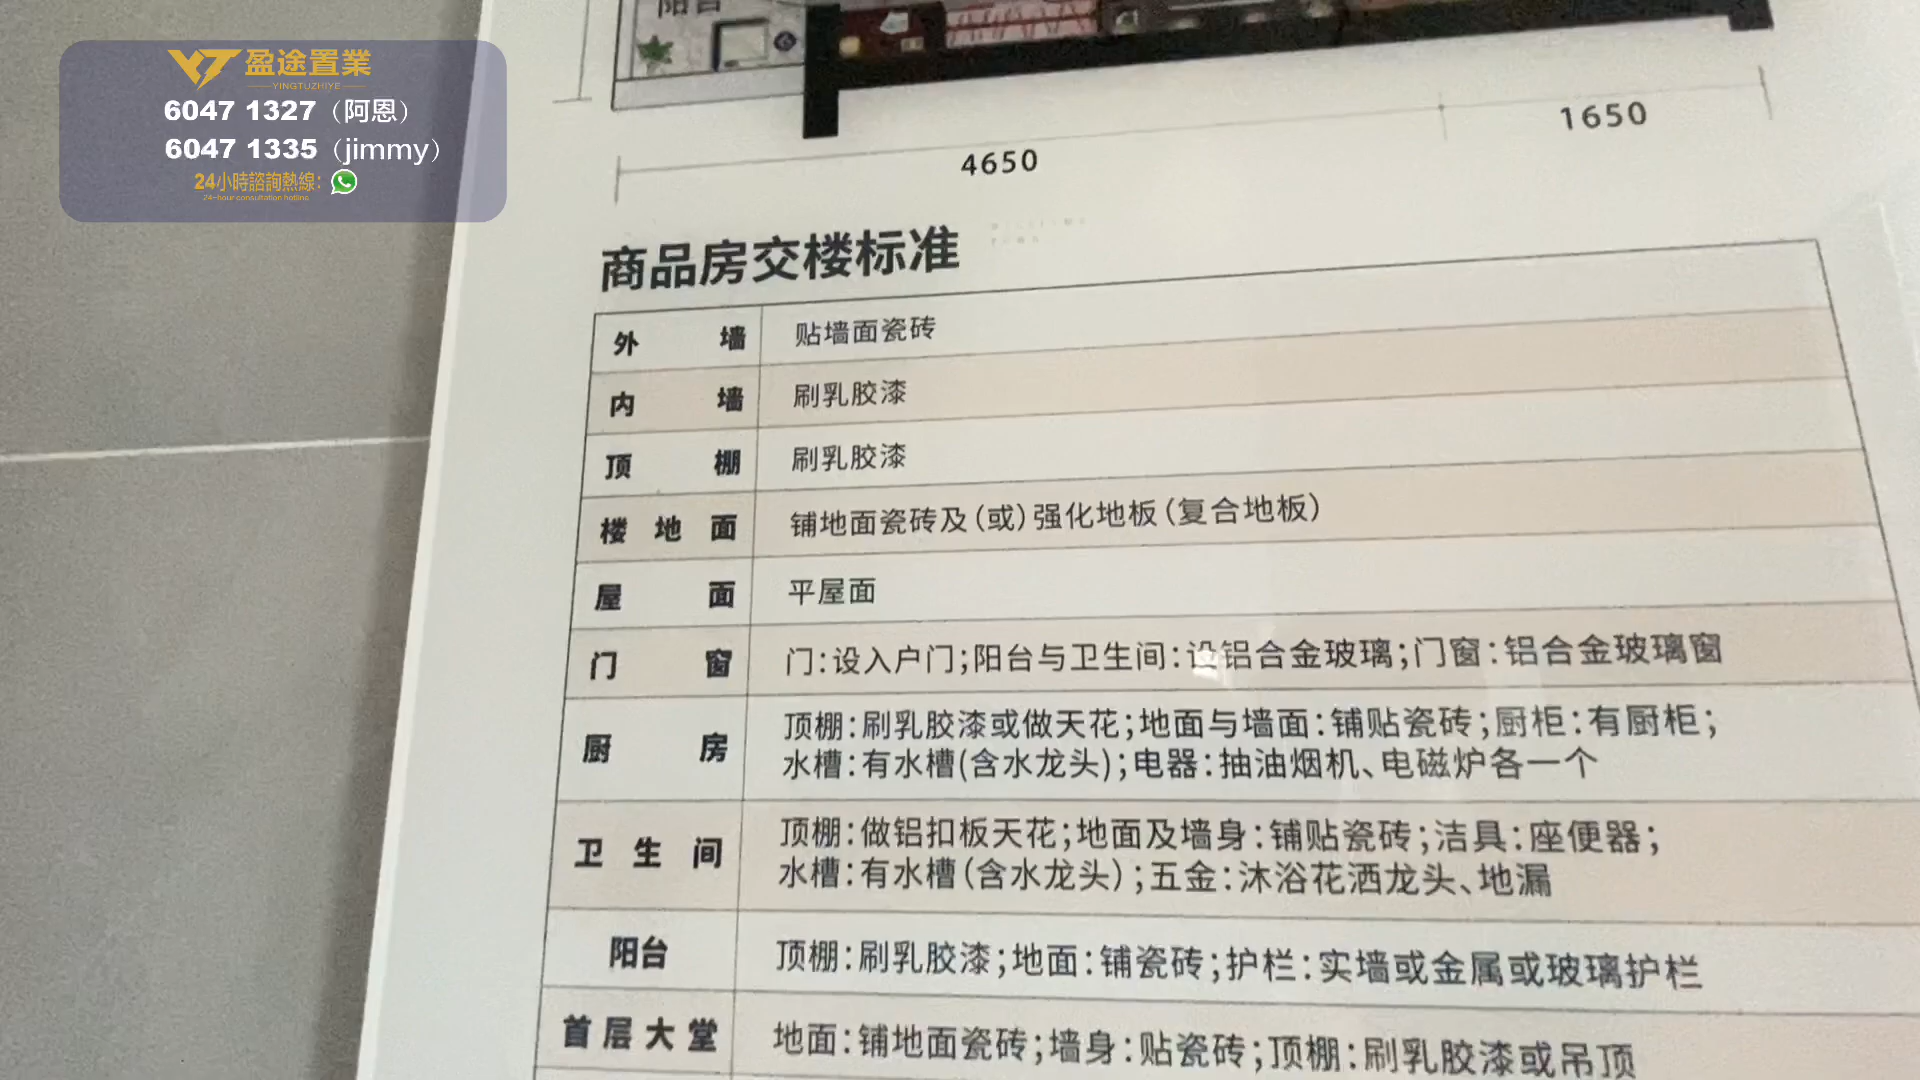 盈途置業
YINGTUZHIYE
6047 1327（阿恩）
6047 1335（jimmy）
24小時諮詢熱線：
24-hour consultation hotline
阳台
4650
1650
商品房交楼标准
外墙 贴墙面瓷砖
内墙 刷乳胶漆
顶棚 刷乳胶漆
楼地面 铺地面瓷砖及(或)强化地板(复合地板)
屋面 平屋面
门窗 门:设入户门;阳台与卫生间:设铝合金玻璃;门窗:铝合金玻璃窗
厨房 顶棚:刷乳胶漆或做天花;地面与墙面:铺贴瓷砖;厨柜:有厨柜;
水槽:有水槽(含水龙头);电器:抽油烟机、电磁炉各一个
卫生间 顶棚:做铝扣板天花;地面及墙身:铺贴瓷砖;洁具:座便器;
水槽:有水槽(含水龙头);五金:沐浴花洒龙头、地漏
阳台 顶棚:刷乳胶漆;地面:铺瓷砖;护栏:实墙或金属或玻璃护栏
首层大堂 地面:铺地面瓷砖;墙身:贴瓷砖;顶棚:刷乳胶漆或吊顶